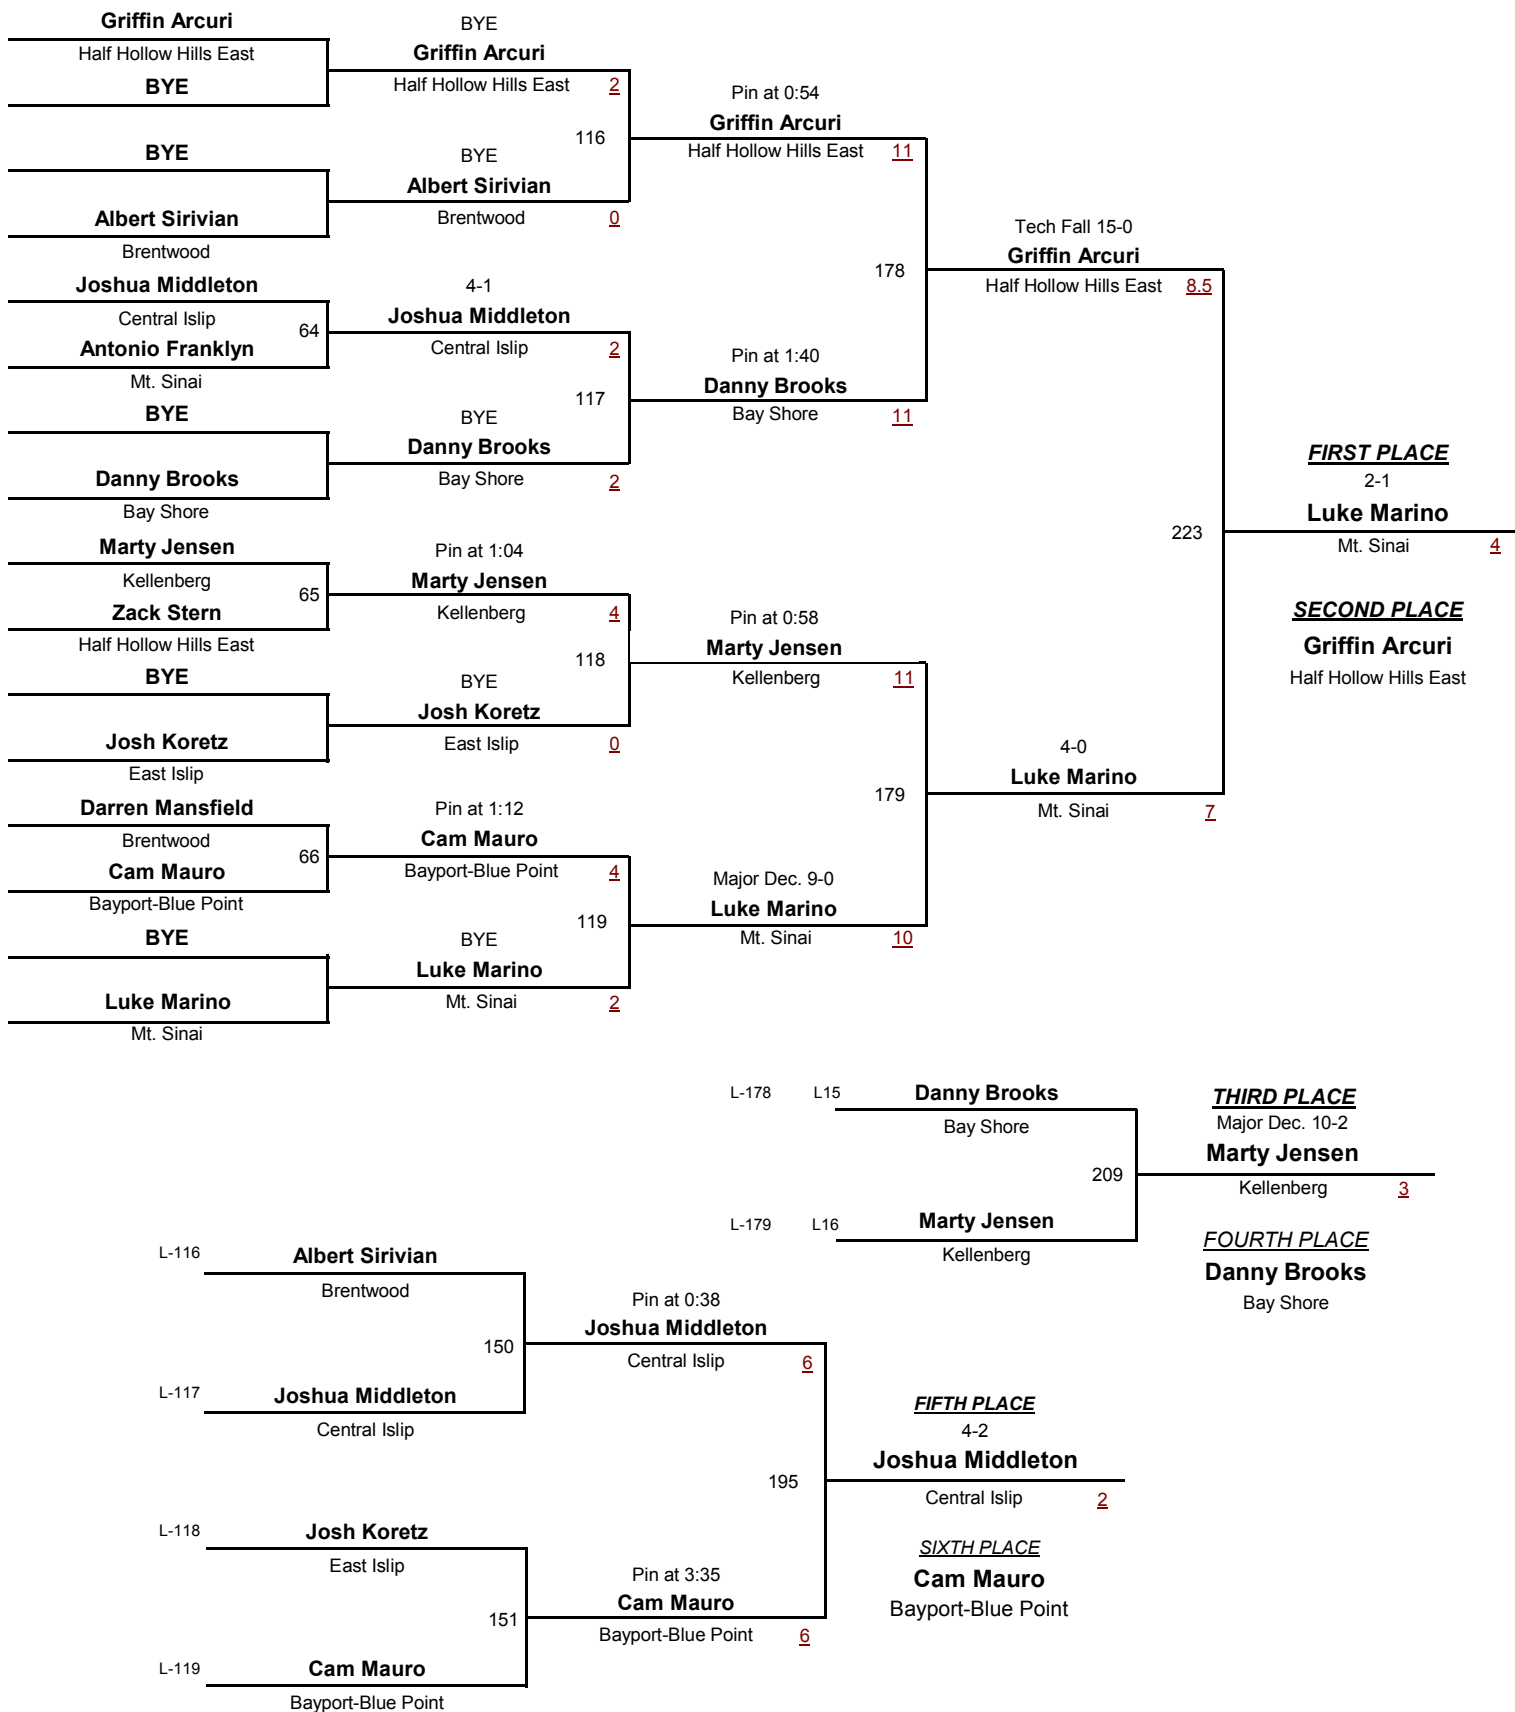 Griffin Arcuri
Half Hollow Hills East
BYE
BYE
Albert Sirivian
Brentwood
Joshua Middleton
Central Islip
64
Antonio Franklyn
Mt. Sinai
BYE
Danny Brooks
Bay Shore
Marty Jensen
Kellenberg
65
Zack Stern
Half Hollow Hills East
BYE
Josh Koretz
East Islip
Darren Mansfield
Brentwood
66
Cam Mauro
Bayport-Blue Point
BYE
Luke Marino
Mt. Sinai
BYE
Griffin Arcuri
Half Hollow Hills East 2
116
BYE
Albert Sirivian
Brentwood 0
4-1
Joshua Middleton
Central Islip 2
117
BYE
Danny Brooks
Bay Shore 2
Pin at 1:04
Marty Jensen
Kellenberg 4
118
BYE
Josh Koretz
East Islip 0
Pin at 1:12
Cam Mauro
Bayport-Blue Point 4
119
BYE
Luke Marino
Mt. Sinai 2
Pin at 0:54
Griffin Arcuri
Half Hollow Hills East 11
178
Pin at 1:40
Danny Brooks
Bay Shore 11
Pin at 0:58
Marty Jensen
Kellenberg 11
179
Major Dec. 9-0
Luke Marino
Mt. Sinai 10
Tech Fall 15-0
Griffin Arcuri
Half Hollow Hills East 8.5
223
4-0
Luke Marino
Mt. Sinai 7
FIRST PLACE
2-1
Luke Marino
Mt. Sinai 4
SECOND PLACE
Griffin Arcuri
Half Hollow Hills East
L-178 L15 Danny Brooks
Bay Shore
209
L-179 L16 Marty Jensen
Kellenberg
THIRD PLACE
Major Dec. 10-2
Marty Jensen
Kellenberg 3
FOURTH PLACE
Danny Brooks
Bay Shore
L-116 Albert Sirivian
Brentwood
150
L-117 Joshua Middleton
Central Islip
L-118 Josh Koretz
East Islip
151
L-119 Cam Mauro
Bayport-Blue Point
Pin at 0:38
Joshua Middleton
Central Islip 6
195
Pin at 3:35
Cam Mauro
Bayport-Blue Point 6
FIFTH PLACE
4-2
Joshua Middleton
Central Islip 2
SIXTH PLACE
Cam Mauro
Bayport-Blue Point